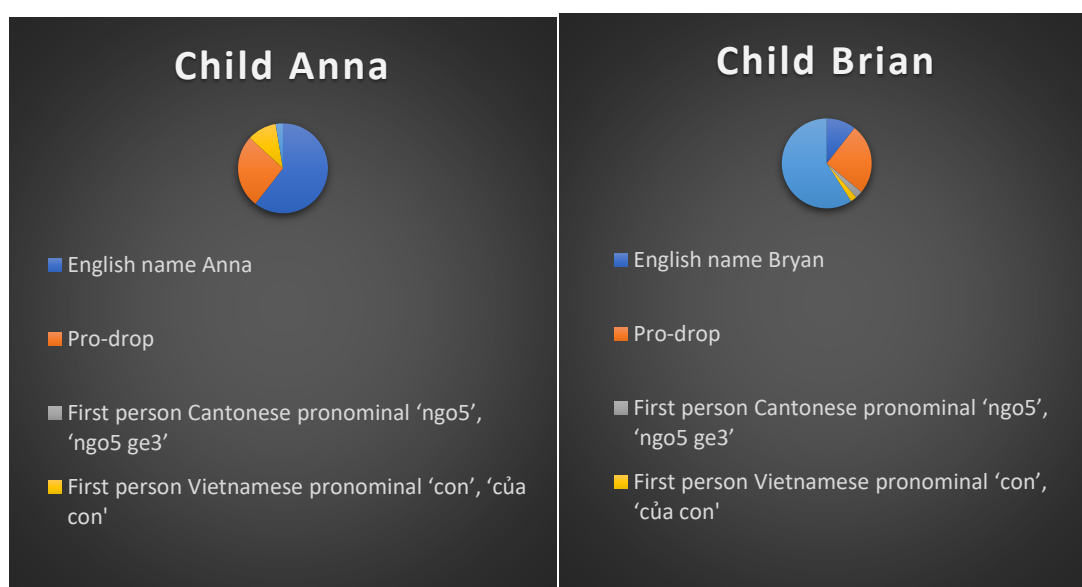 Child Anna
English name Anna
Pro-drop
First person Cantonese pronominal ‘ngo5’,
‘ngo5 ge3’
First person Vietnamese pronominal ‘con’, ‘của
con'
Child Brian
English name Bryan
Pro-drop
First person Cantonese pronominal ‘ngo5’,
‘ngo5 ge3’
First person Vietnamese pronominal ‘con’,
‘của con'